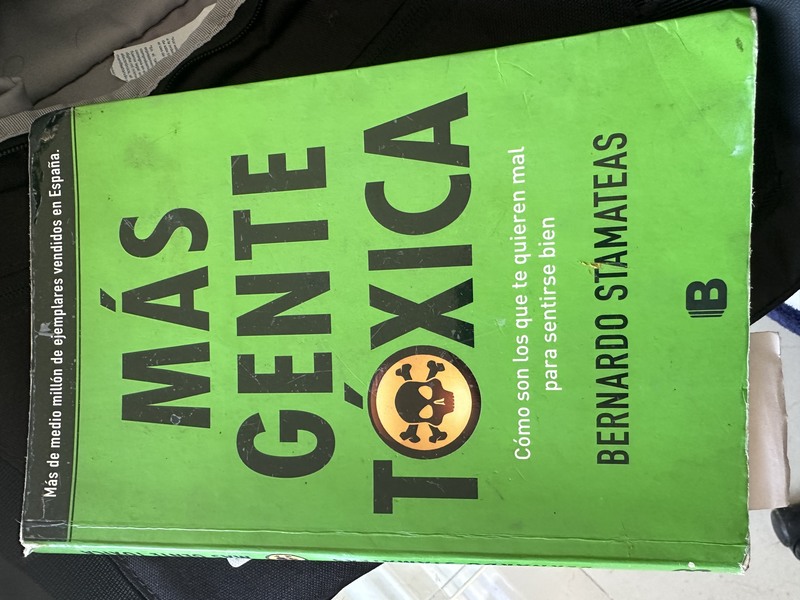 Más de medio millón de ejemplares vendidos en España.
MÁS
GENTE
TÓXICA
Cómo son los que te quieren mal
para sentirse bien
BERNARDO STAMATEAS
B